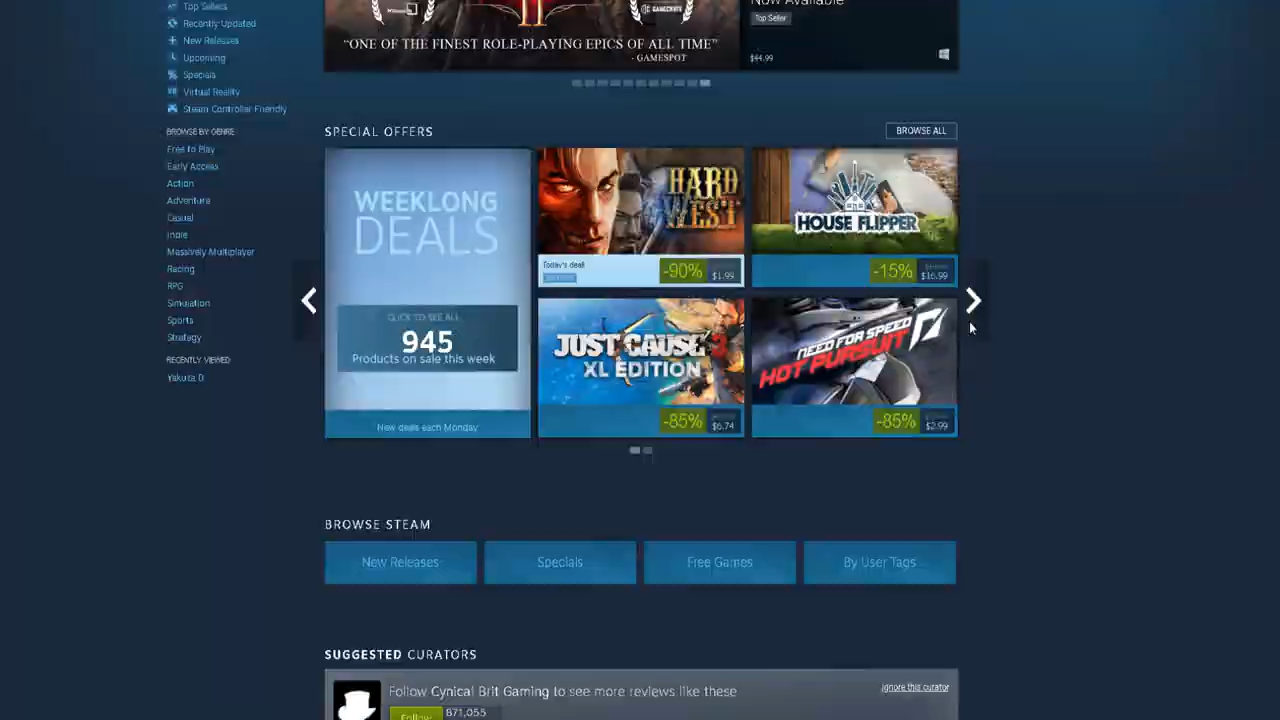 Top Sellers
Recently Updated
New Releases
Upcoming
Specials
Virtual Reality
Steam Controller Friendly
BROWSE BY GENRE
Free to Play
Early Access
Action
Adventure
Casual
Indie
Massively Multiplayer
Racing
RPG
Simulation
Sports
Strategy
RECENTLY VIEWED
II
"ONE OF THE FINEST ROLE-PLAYING EPICS OF ALL TIME"
- GAMESPOT
Now Available
Top Seller
$44.99
SPECIAL OFFERS
BROWSE ALL
WEEKLONG
DEALS
CLICK TO SEE ALL
945
Products on sale this week
New deals each Monday
HARD
WEST
Today's deal!
-90%
$1.99
HOUSE FLIPPER
-15%
$16.99
JUST CAUSE 3
XL EDITION
-85%
$6.74
NEED FOR SPEED
HOT PURSUIT
-85%
$2.99
BROWSE STEAM
New Releases
Specials
Free Games
By User Tags
SUGGESTED CURATORS
Follow Cynical Brit Gaming to see more reviews like these
Ignore this curator
Follow
871,055